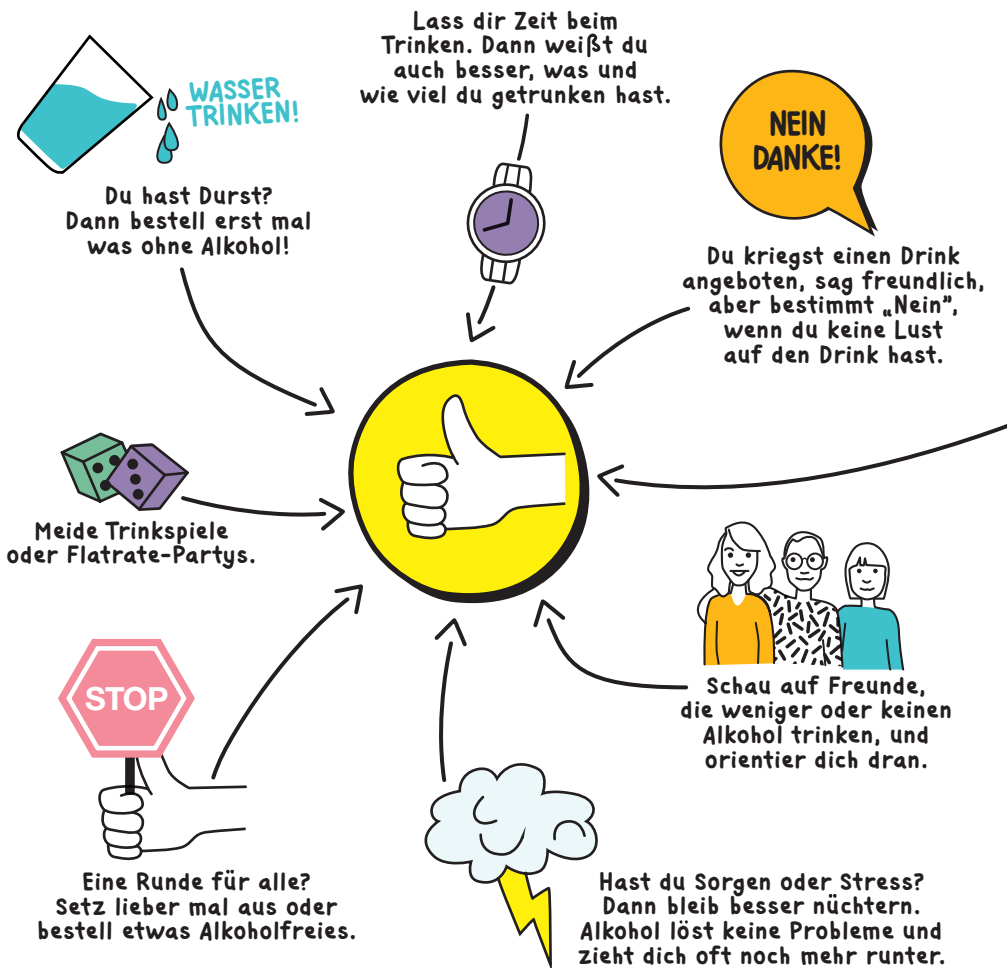 Lass dir Zeit beim
Trinken. Dann weißt du
auch besser, was und
wie viel du getrunken hast.
WASSER
TRINKEN!
Du hast Durst?
Dann bestell erst mal
was ohne Alkohol!
NEIN
DANKE!
Du kriegst einen Drink
angeboten, sag freundlich,
aber bestimmt „Nein”,
wenn du keine Lust
auf den Drink hast.
Meide Trinkspiele
oder Flatrate-Partys.
Schau auf Freunde,
die weniger oder keinen
Alkohol trinken, und
orientier dich dran.
STOP
Eine Runde für alle?
Setz lieber mal aus oder
bestell etwas Alkoholfreies.
Hast du Sorgen oder Stress?
Dann bleib besser nüchtern.
Alkohol löst keine Probleme und
zieht dich oft noch mehr runter.